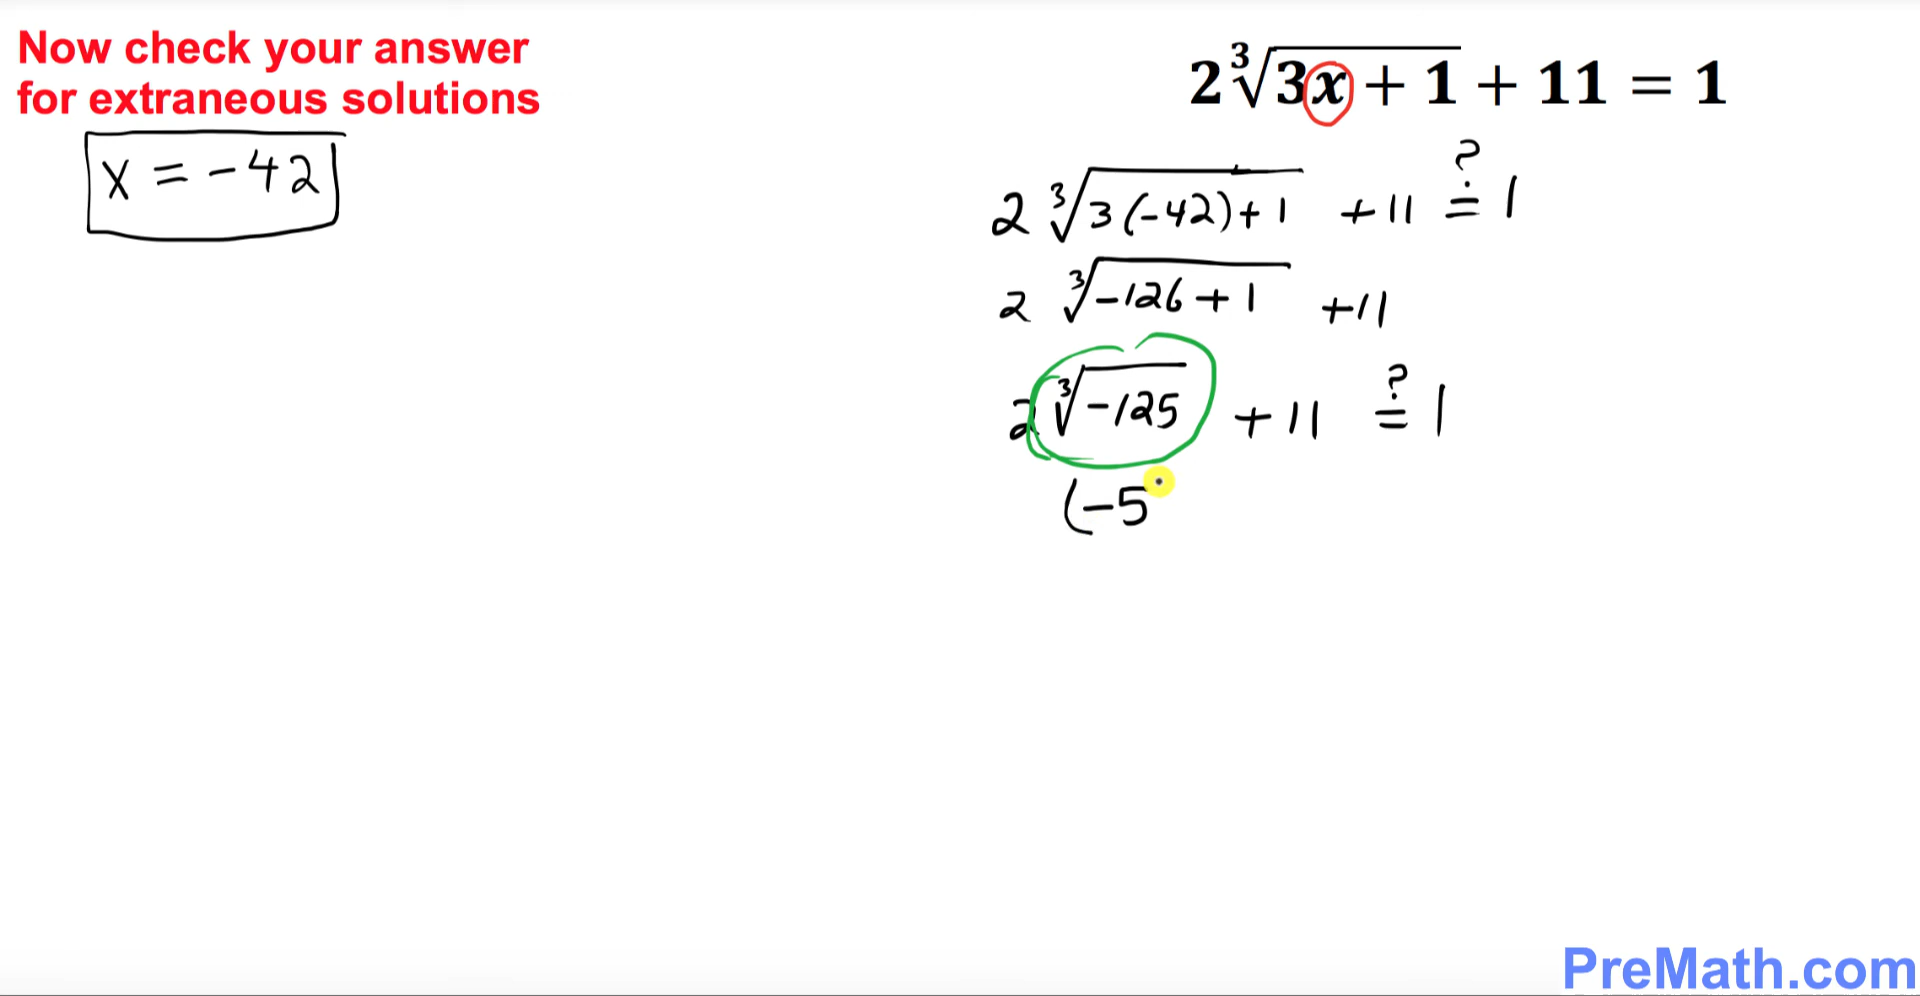 Now check your answer
for extraneous solutions
x = -42
2∛3x + 1 + 11 = 1
2 ∛3(-42)+1 +11 ≟ 1
2 ∛-126+1 +11
2∛-125 +11 ≟ 1
(-5
PreMath.com